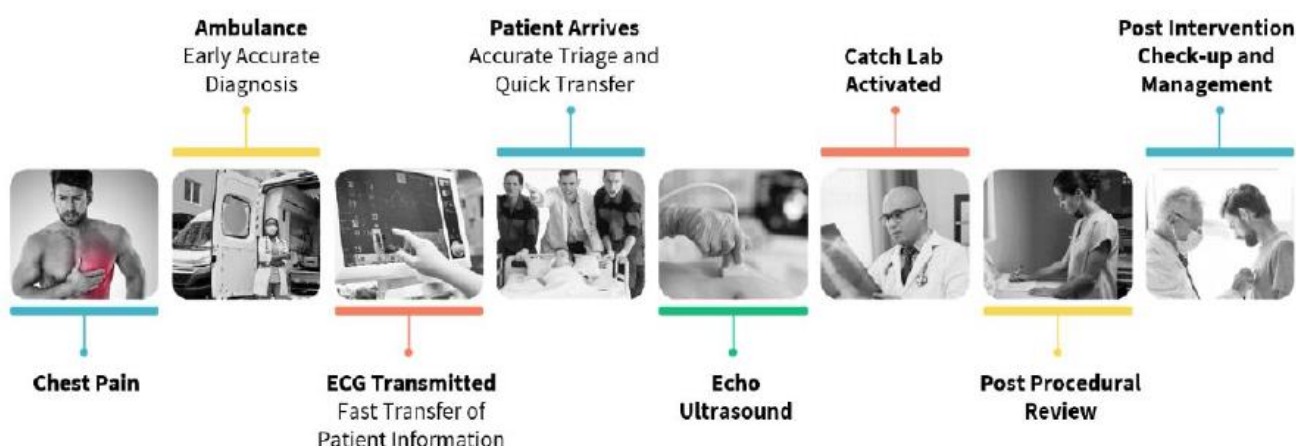 Ambulance
Early Accurate
Diagnosis
Patient Arrives
Accurate Triage and
Quick Transfer
Catch Lab
Activated
Post Intervention
Check-up and
Management
Chest Pain
ECG Transmitted
Fast Transfer of
Patient Information
Echo
Ultrasound
Post Procedural
Review